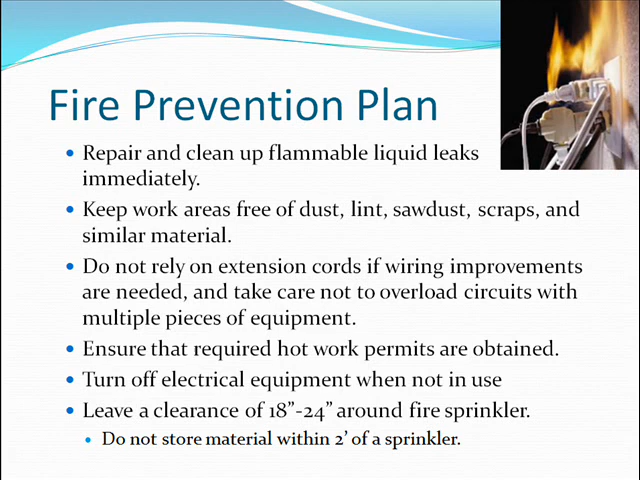 Fire Prevention Plan
• Repair and clean up flammable liquid leaks
immediately.
• Keep work areas free of dust, lint, sawdust, scraps, and
similar material.
• Do not rely on extension cords if wiring improvements
are needed, and take care not to overload circuits with
multiple pieces of equipment.
• Ensure that required hot work permits are obtained.
• Turn off electrical equipment when not in use
• Leave a clearance of 18”-24” around fire sprinkler.
• Do not store material within 2’ of a sprinkler.